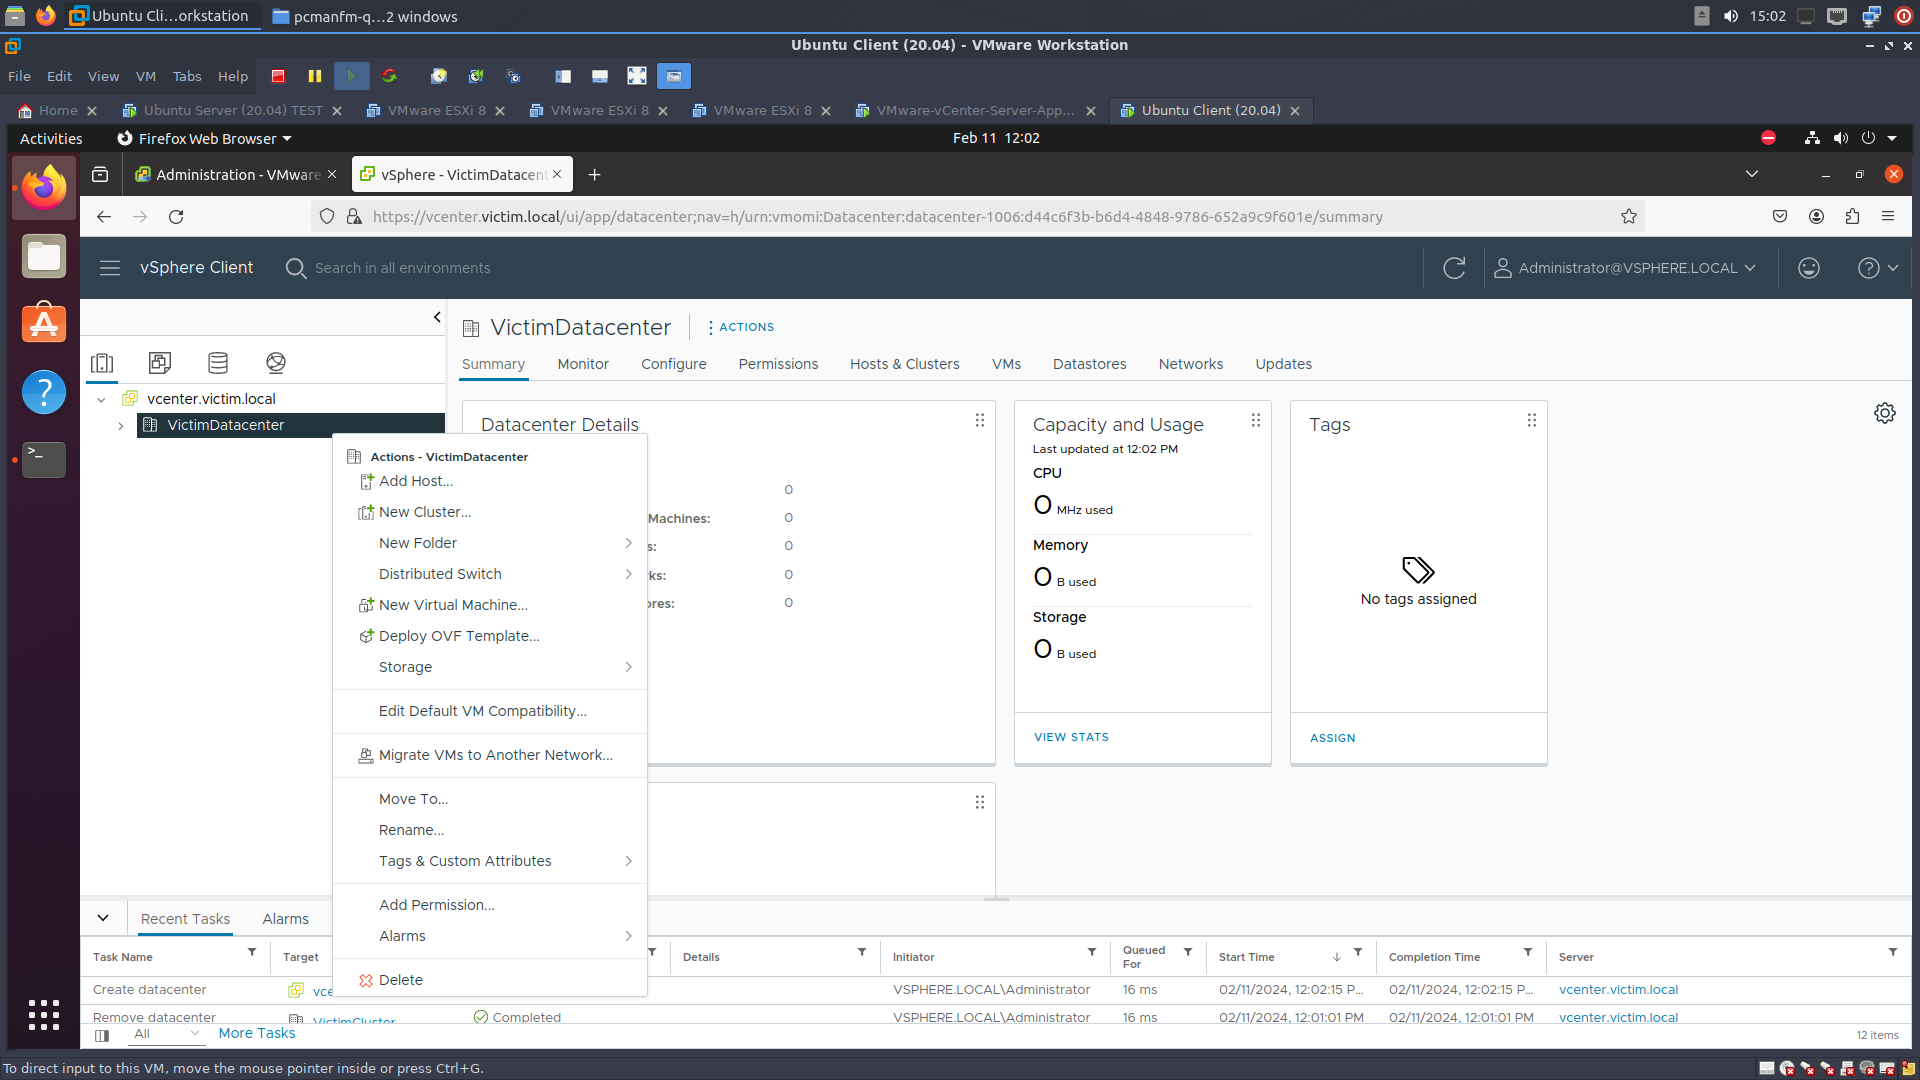 Ubuntu Cli...orkstation
pcmanfm-q...2 windows
15:02
Ubuntu Client (20.04) - VMware Workstation
File Edit View VM Tabs Help
Home
Ubuntu Server (20.04) TEST
VMware ESXi 8
VMware ESXi 8
VMware ESXi 8
VMware-vCenter-Server-App...
Ubuntu Client (20.04)
Activities
Firefox Web Browser
Feb 11 12:02
Administration - VMware
vSphere - VictimDatacen
https://vcenter.victim.local/ui/app/datacenter;nav=h/urn:vmomi:Datacenter:datacenter-1006:d44c6f3b-b6d4-4848-9786-652a9c9f601e/summary
vSphere Client
Search in all environments
Administrator@VSPHERE.LOCAL
vcenter.victim.local
VictimDatacenter
VictimDatacenter
ACTIONS
Summary Monitor Configure Permissions Hosts & Clusters VMs Datastores Networks Updates
Datacenter Details
0
Machines: 0
s: 0
ks: 0
ores: 0
Capacity and Usage
Last updated at 12:02 PM
CPU
0 MHz used
Memory
0 B used
Storage
0 B used
VIEW STATS
Tags
No tags assigned
ASSIGN
Actions - VictimDatacenter
Add Host...
New Cluster...
New Folder
Distributed Switch
New Virtual Machine...
Deploy OVF Template...
Storage
Edit Default VM Compatibility...
Migrate VMs to Another Network...
Move To...
Rename...
Tags & Custom Attributes
Add Permission...
Alarms
Delete
Recent Tasks Alarms
Task Name Target Details Initiator Queued For Start Time Completion Time Server
Create datacenter vce VSPHERE.LOCAL\Administrator 16 ms 02/11/2024, 12:02:15 P... 02/11/2024, 12:02:15 P... vcenter.victim.local
Remove datacenter VictimCluster Completed VSPHERE.LOCAL\Administrator 16 ms 02/11/2024, 12:01:01 PM 02/11/2024, 12:01:01 PM vcenter.victim.local
All More Tasks
12 items
To direct input to this VM, move the mouse pointer inside or press Ctrl+G.